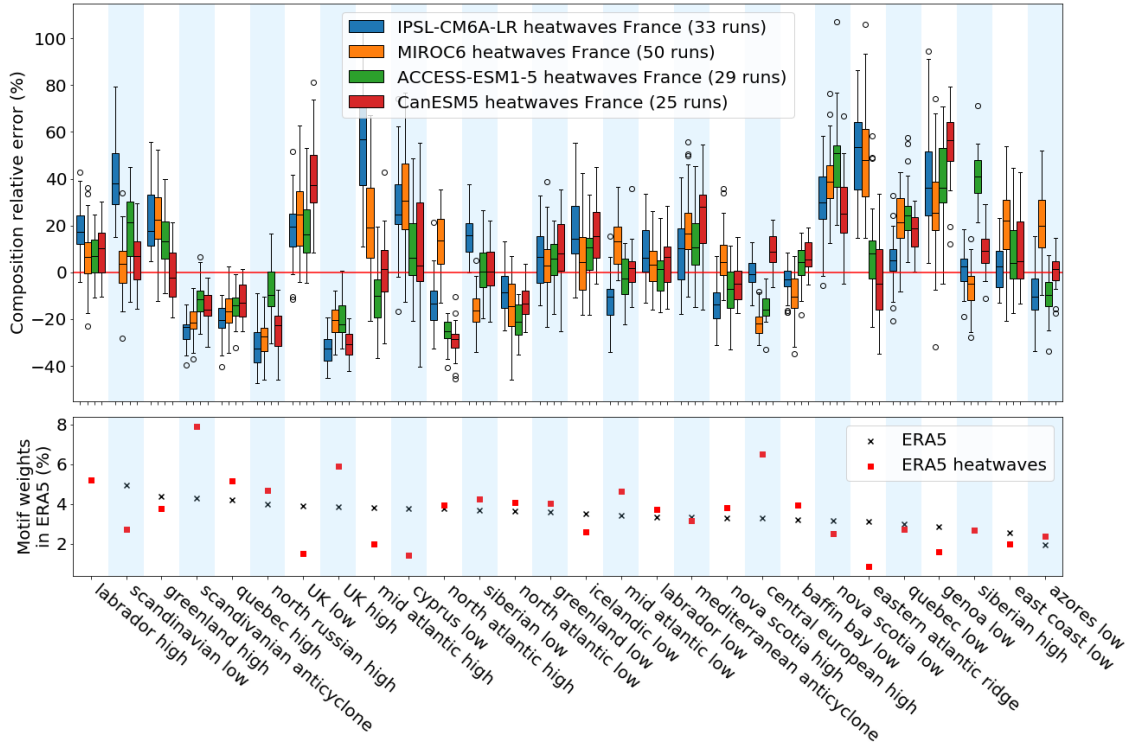 IPSL-CM6A-LR heatwaves France (33 runs)
MIROC6 heatwaves France (50 runs)
ACCESS-ESM1-5 heatwaves France (29 runs)
CanESM5 heatwaves France (25 runs)
Composition relative error (%)
100
80
60
40
20
0
−20
−40
Motif weights
in ERA5 (%)
8
6
4
2
ERA5
ERA5 heatwaves
labrador high
scandinavian low
greenland high
scandivanian anticyclone
quebec high
north russian high
UK low
UK high
mid atlantic high
cyprus low
north atlantic high
siberian low
north atlantic low
greenland low
icelandic low
mid atlantic low
labrador low
mediterranean anticyclone
nova scotia high
central european high
baffin bay low
nova scotia low
eastern atlantic ridge
quebec low
genoa low
siberian high
east coast low
azores low